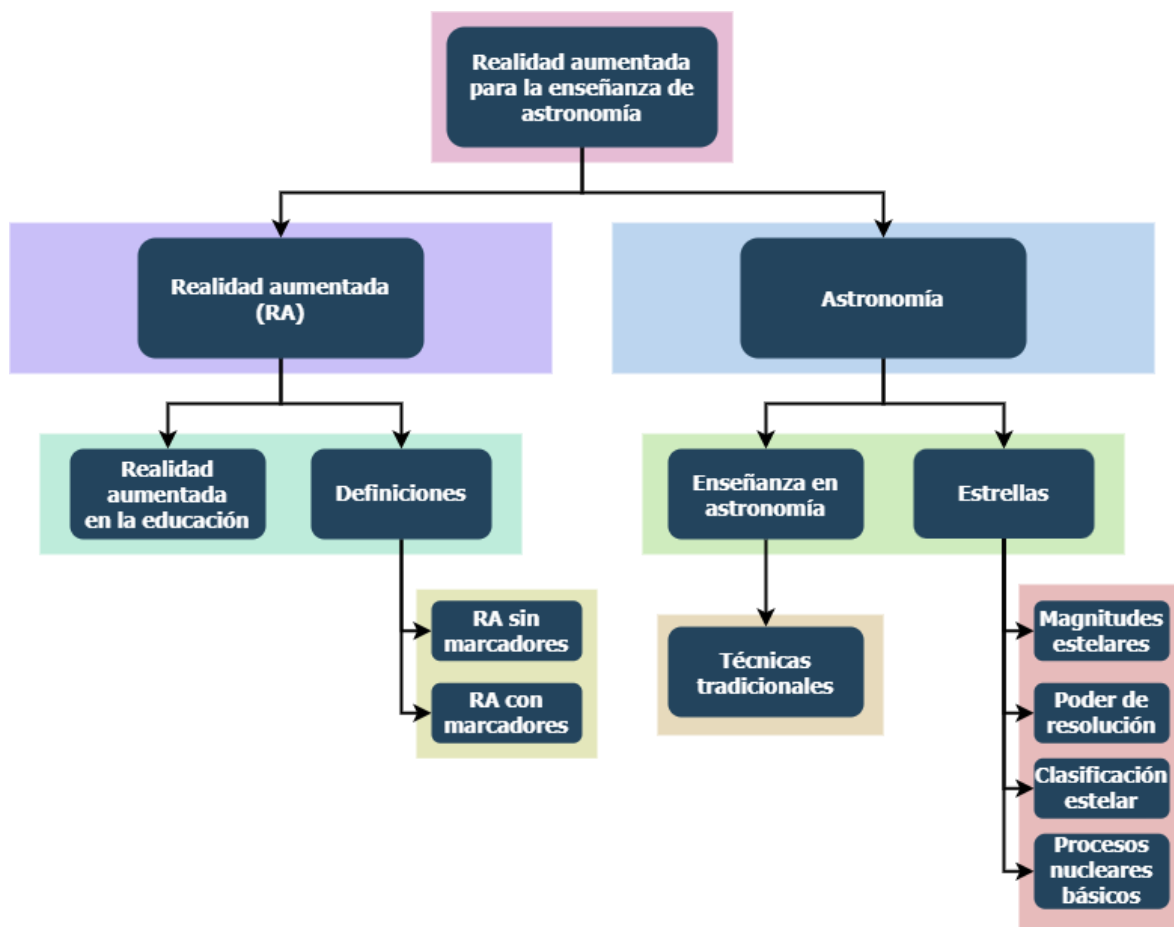 Realidad aumentada
para la enseñanza de
astronomía
Realidad aumentada
(RA)
Astronomía
Realidad
aumentada
en la educación
Definiciones
Enseñanza en
astronomía
Estrellas
RA sin
marcadores
RA con
marcadores
Técnicas
tradicionales
Magnitudes
estelares
Poder de
resolución
Clasificación
estelar
Procesos
nucleares
básicos